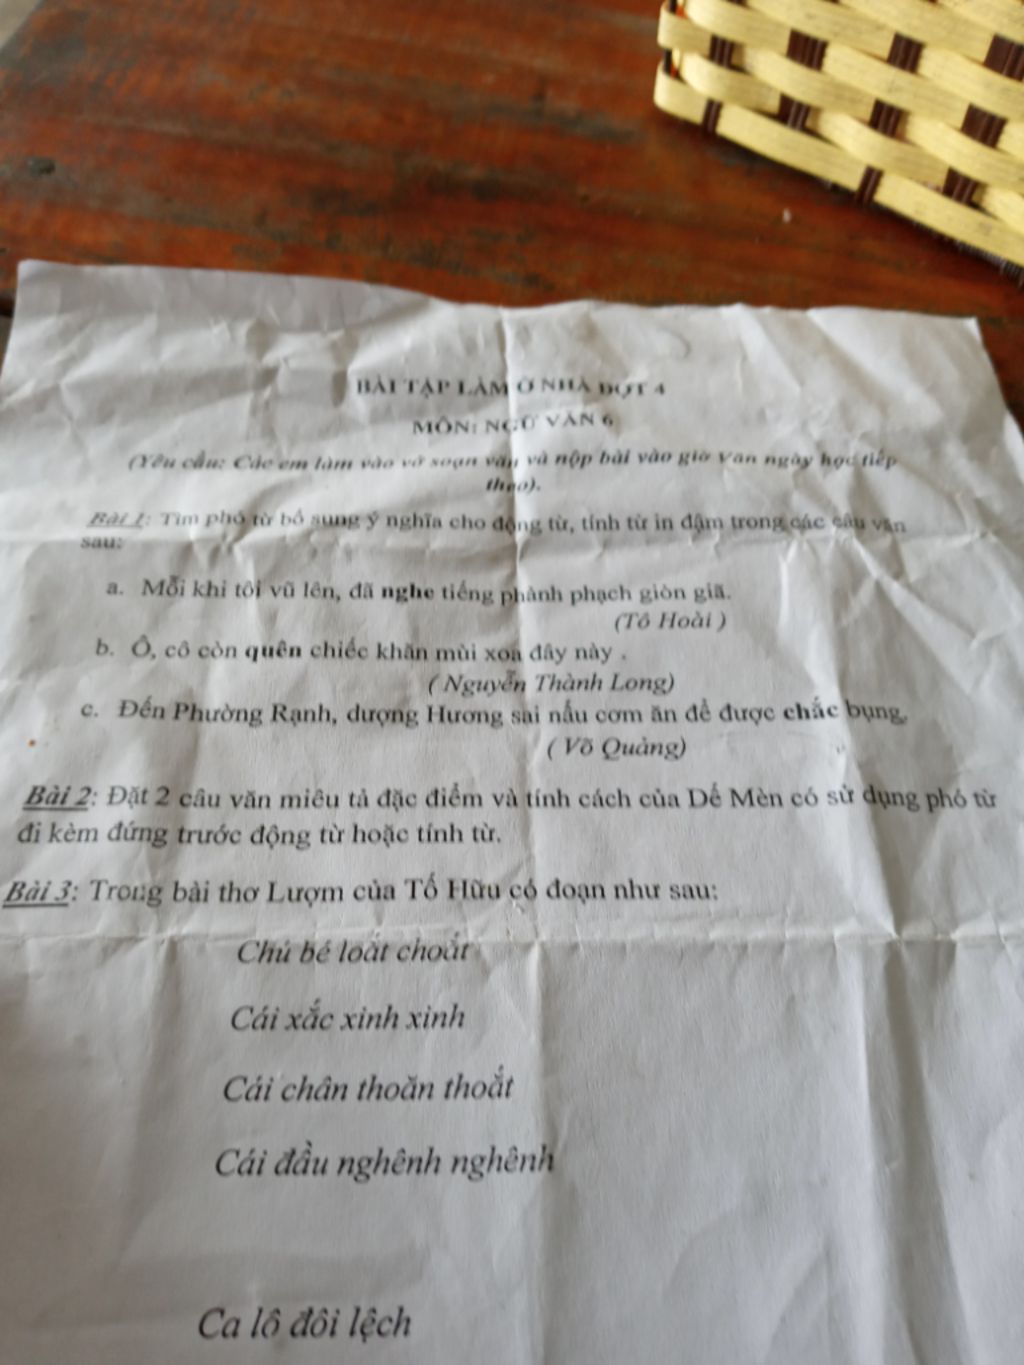 BÀI TẬP LÀM Ở NHÀ ĐỢT 4
MÔN: NGỮ VĂN 6
(Yêu cầu: Các em làm vào vở soạn văn và nộp bài vào giờ Văn ngày học tiếp
theo).
Bài 1: Tìm phó từ bổ sung ý nghĩa cho động từ, tính từ in đậm trong các câu văn
sau:
a. Mỗi khi tôi vũ lên, đã nghe tiếng phành phạch giòn giã.
(Tô Hoài )
b. Ô, cô còn quên chiếc khăn mùi xoa đây này .
( Nguyễn Thành Long)
c. Đến Phường Rạnh, dượng Hương sai nấu cơm ăn để được chắc bụng.
( Võ Quảng)
Bài 2: Đặt 2 câu văn miêu tả đặc điểm và tính cách của Dế Mèn có sử dụng phó từ
đi kèm đứng trước động từ hoặc tính từ.
Bài 3: Trong bài thơ Lượm của Tố Hữu có đoạn như sau:
Chú bé loắt choắt
Cái xắc xinh xinh
Cái chân thoăn thoắt
Cái đầu nghênh nghênh
Ca lô đôi lệch